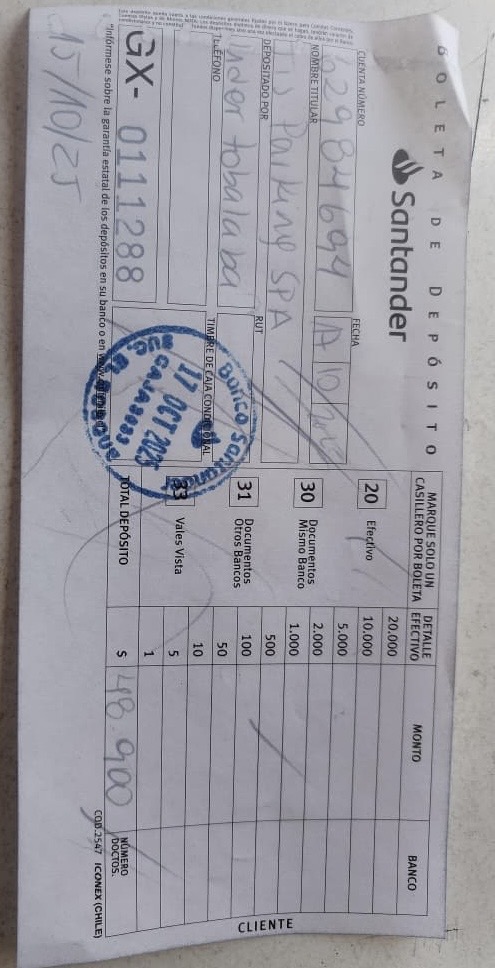 BOLETA DE DEPÓSITO
Santander
CUENTA NÚMERO
FECHA
NOMBRE TITULAR
Parking SPA
DEPOSITADO POR
RUT
tobalaba
TELÉFONO
TIMBRE DE CAJA CONDICIONAL
Banco Santander
17 OCT 2025
GX- 0111288
*Infórmese sobre la garantía estatal de los depósitos en su banco o en
15/10/25
MARQUE SOLO UN
CASILLERO POR BOLETA
20 Efectivo
30 Documentos
Mismo Banco
31 Documentos
Otros Bancos
33 Vales Vista
TOTAL DEPÓSITO $ 48.900
DETALLE
EFECTIVO
MONTO
BANCO
20.000
10.000
5.000
2.000
1.000
500
100
50
10
5
1
NÚMERO
DOCTOS.
COD.2547 ICONEX (CHILE)
CLIENTE